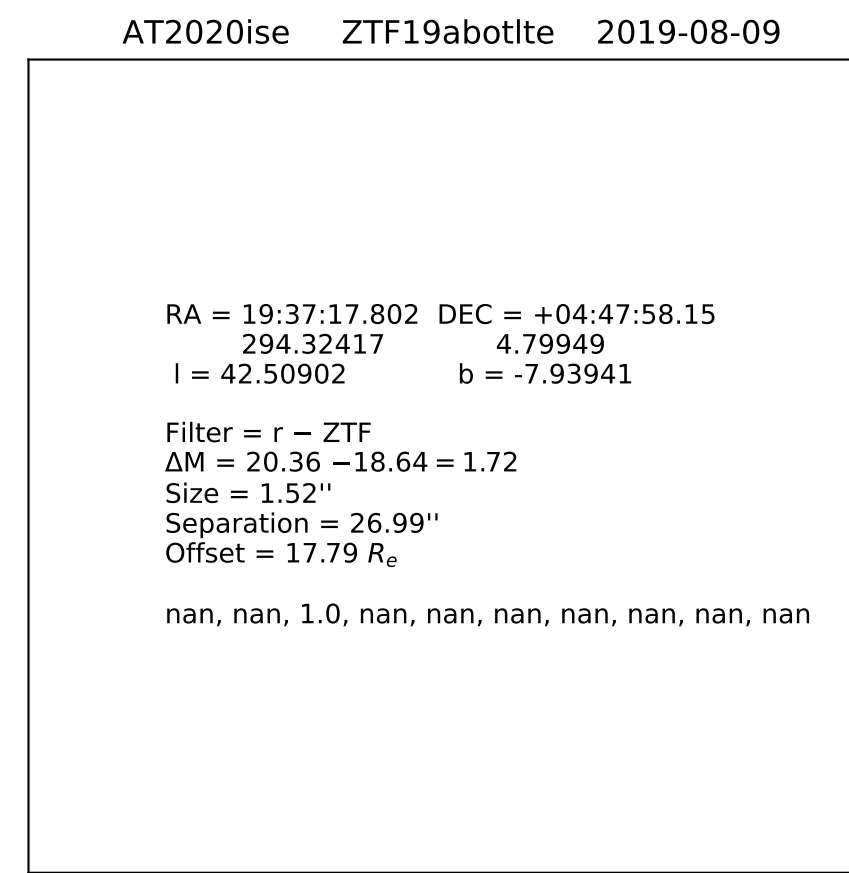 AT2020ise ZTF19abotlte 2019-08-09
RA = 19:37:17.802 DEC = +04:47:58.15
294.32417 4.79949
l = 42.50902 b = -7.93941
Filter = r − ZTF
ΔM = 20.36 −18.64 = 1.72
Size = 1.52''
Separation = 26.99''
Offset = 17.79 Re
nan, nan, 1.0, nan, nan, nan, nan, nan, nan, nan